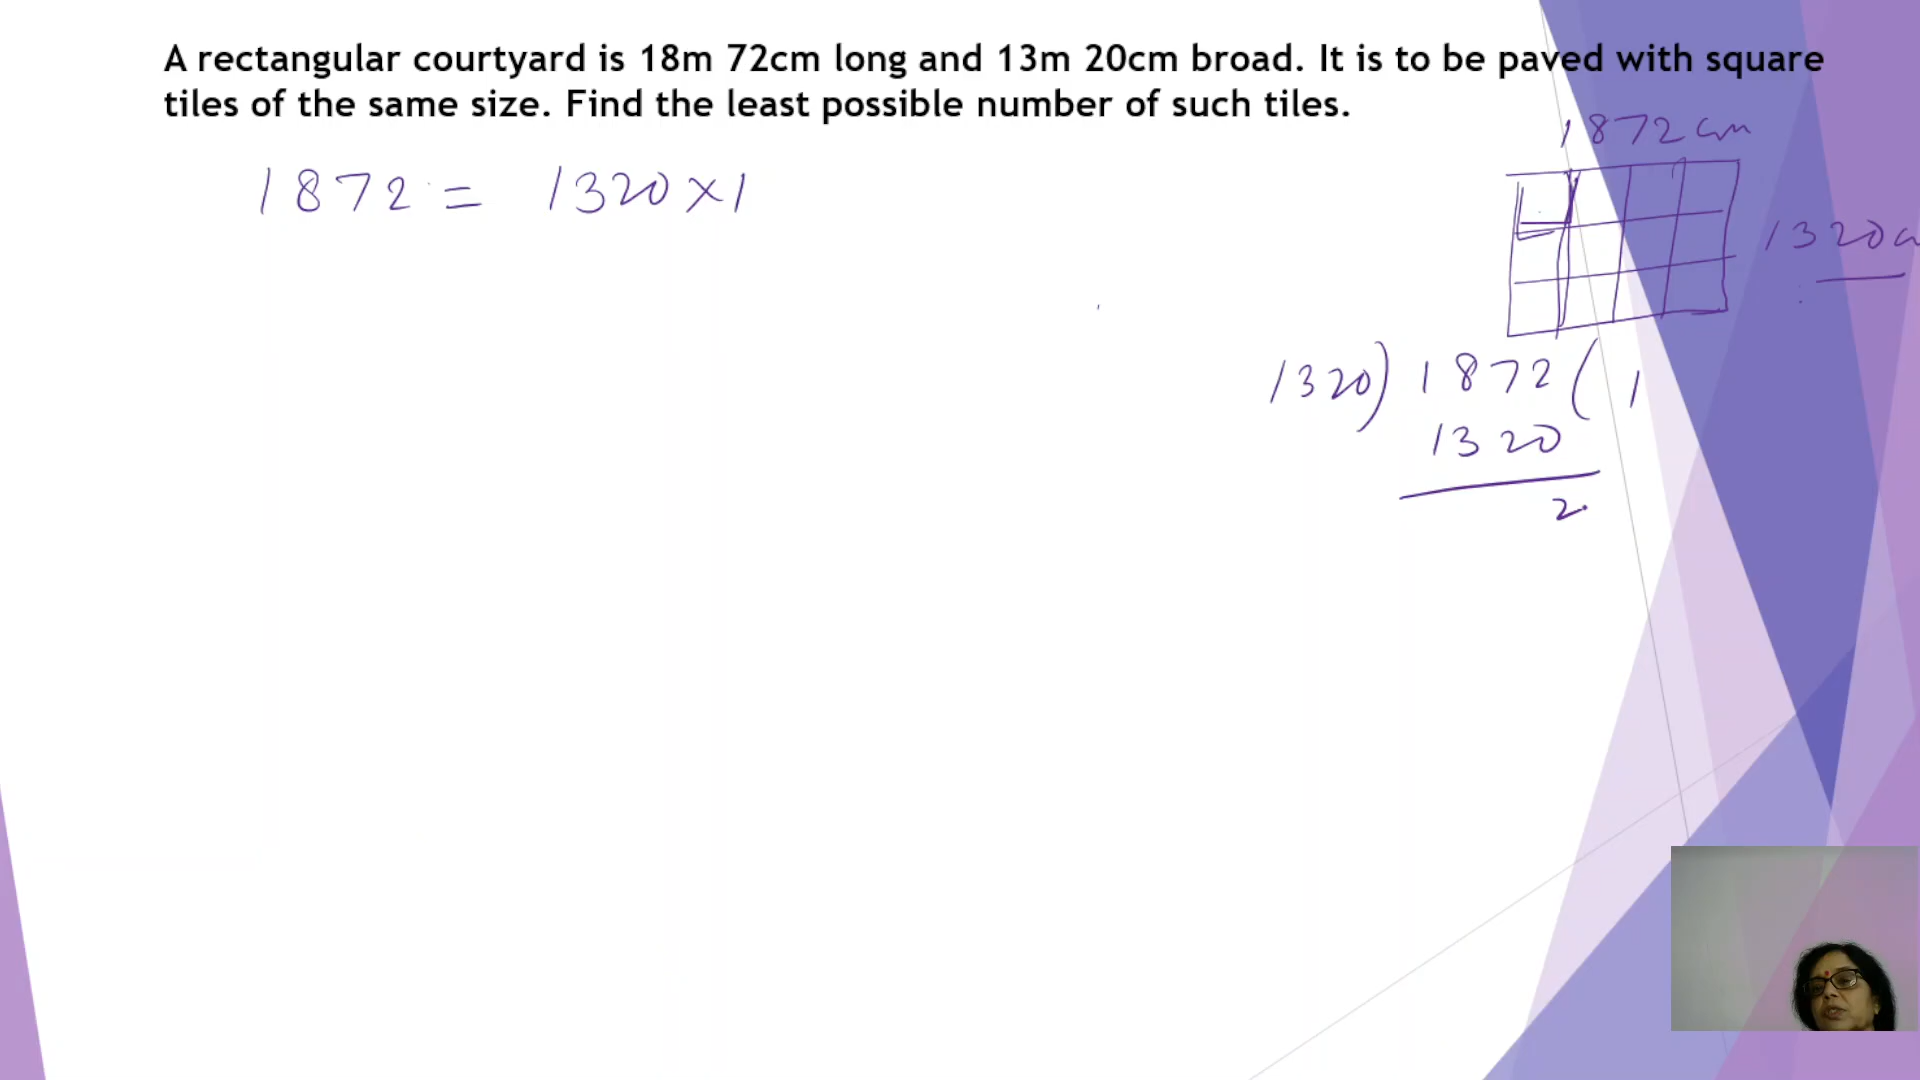 A rectangular courtyard is 18m 72cm long and 13m 20cm broad. It is to be paved with square
tiles of the same size. Find the least possible number of such tiles.
1872 cm
1872 = 1320 × 1
1320 c
1320) 1872 ( 1
1320
2